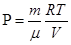 P = m/μ RT/V